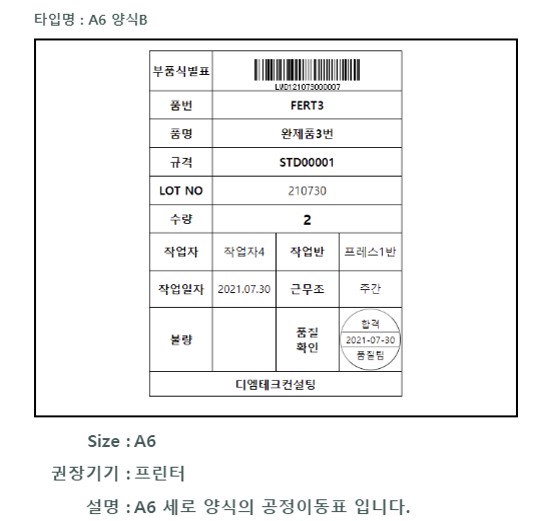 타입명 : A6 양식B
부품식별표
LWD121073000007
품번 FERT3
품명 완제품3번
규격 STD00001
LOT NO 210730
수량 2
작업자 작업자4 작업반 프레스1반
작업일자 2021.07.30 근무조 주간
불량 품질 확인 합격 2021-07-30 품질팀
디엠테크컨설팅
Size : A6
권장기기 : 프린터
설명 : A6 세로 양식의 공정이동표 입니다.